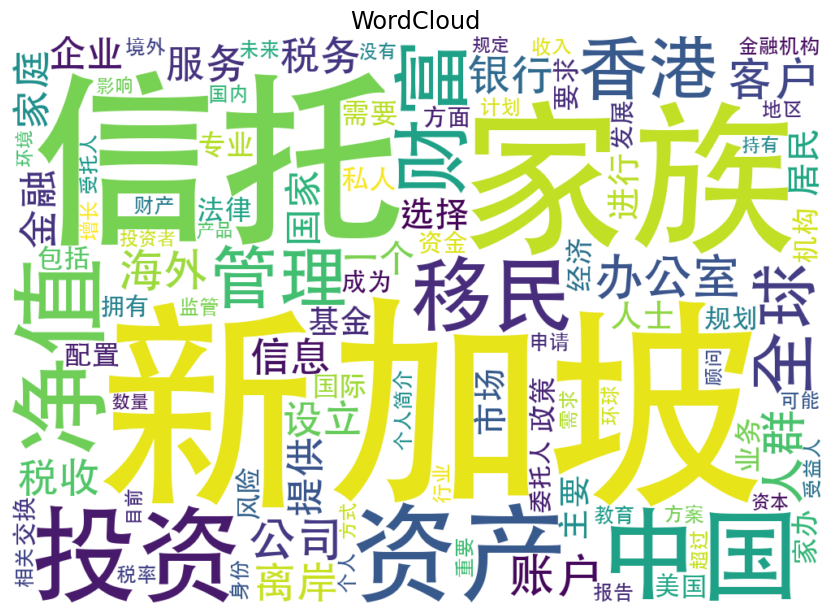 WordCloud
企业
境外
服务
税务
未来
没有
财富
银行
规定
要求
收入
香港
金融机构
客户
家庭
影响
国内
信托
需要
方面
计划
发展
地区
家族
持有
居民
环境
受托人
专业
私人
进行
机构
金融
增长
财产
法律
国家
选择
投资者
产品
一个
资金
经济
包括
海外
管理
成为
移民
办公室
全球
净值
拥有
监管
基金
人士
规划
配置
信息
申请
顾问
新加坡
数量
国际
个人简介
市场
政策
需求
环球
可能
设立
委托人
业务
人群
税收
提供
风险
行业
主要
受益人
相关
交换
目前
投资
公司
方式
资产
教育
中国
方案
资本
家办
税率
身份
离岸
个人
重要
账户
报告
美国
超过